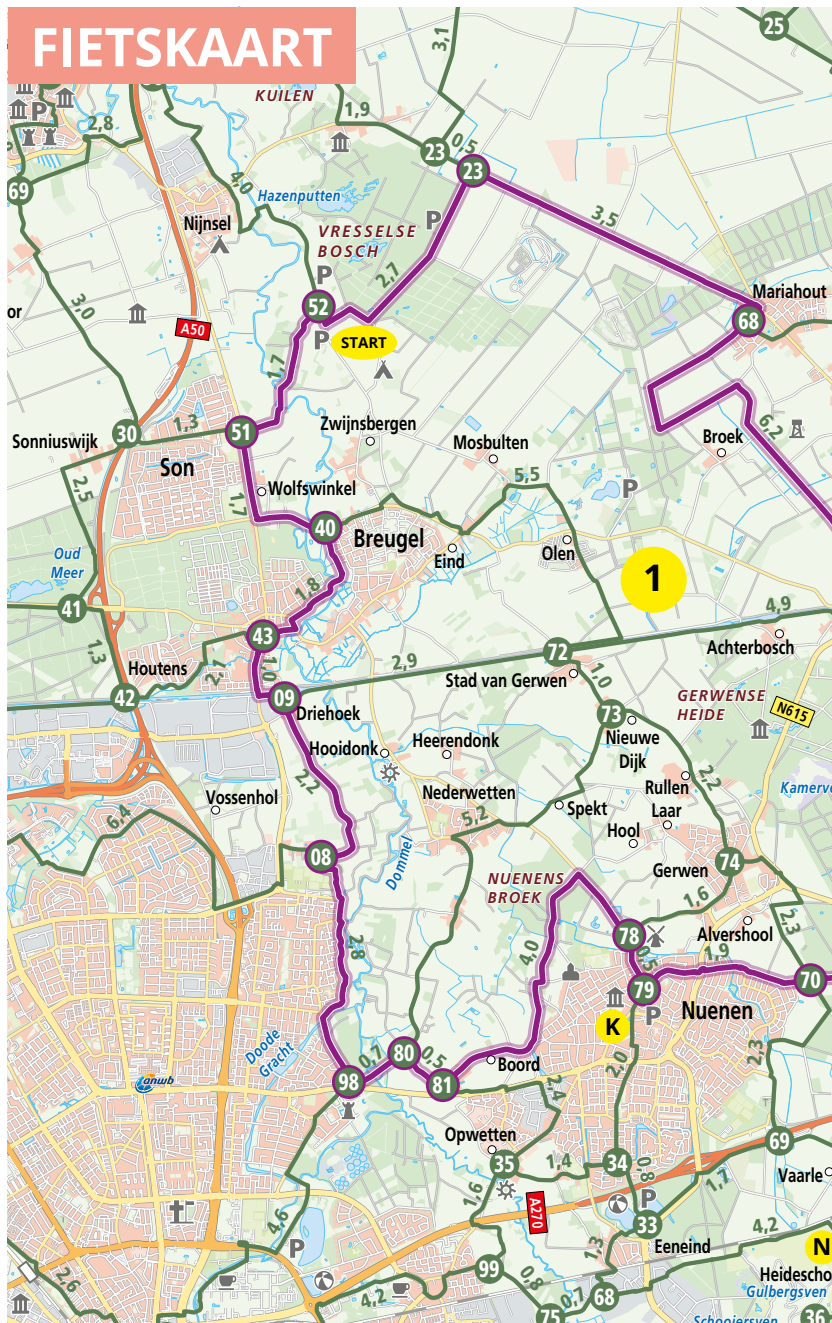 FIETSKAART
25
3,1
KUILEN
1,9
P
2,8
23
0,5
23
69
4,0
Hazenputten
Nijnsel
VRESSELSE
BOSCH
P
3,5
P
2,7
3,0
or
52
Mariahout
A50
P
START
68
1,7
1,3
30
51
Zwijnsbergen
Sonniuswijk
Mosbulten
6,2
Broek
Son
2,5
5,5
Wolfswinkel
P
1,7
40
Breugel
Oud
Meer
Eind
Olen
1
1,8
41
4,9
43
1,3
Houtens
2,1
1,0
2,9
72
Achterbosch
42
09
Stad van Gerwen
1,0
GERWENSE
HEIDE
Driehoek
73
N615
Nieuwe
Dijk
Hooidonk
Heerendonk
2,2
2,2
Rullen
Kamerve
Vossenhol
Nederwetten
5,2
Spekt
Laar
6,4
Hool
08
Dommel
NUENENS
BROEK
Gerwen
74
1,6
2,3
78
Alvershool
2,8
4,0
0,5
1,9
79
70
P
Nuenen
K
Doode
Gracht
0,7
80
0,5
Boord
2,0
2,3
anwb
98
81
2,4
Opwetten
69
35
1,4
34
0,8
Vaarle
1,6
1,7
A270
P
4,6
33
4,2
P
Eeneind
N
1,3
99
Heidescho
2,6
4,2
0,8
0,7
68
Gulbergsven
75
36
Schooiersven